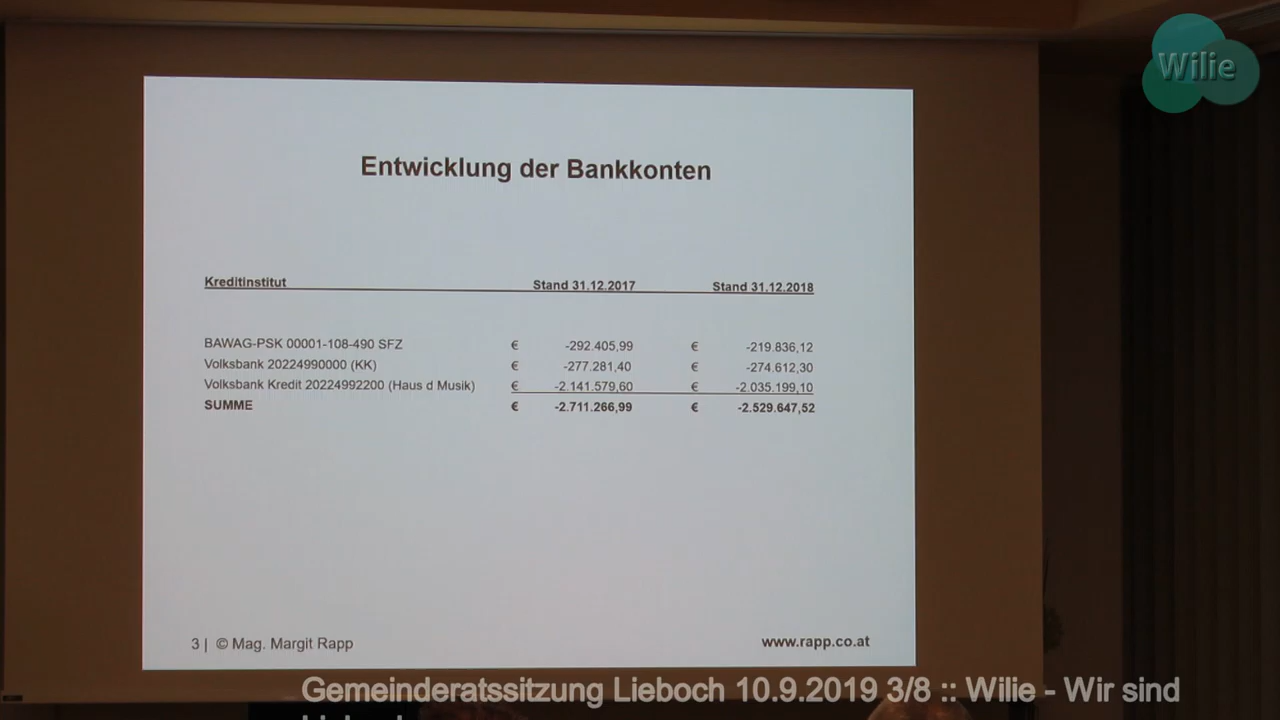 Wilie
Entwicklung der Bankkonten
Kreditinstitut Stand 31.12.2017 Stand 31.12.2018
BAWAG-PSK 00001-108-490 SFZ € -292.405,99 € -219.836,12
Volksbank 20224990000 (KK) € -277.281,40 € -274.612,30
Volksbank Kredit 20224992200 (Haus d Musik) € -2.141.579,60 € -2.035.199,10
SUMME € -2.711.266,99 € -2.529.647,52
3 | © Mag. Margit Rapp www.rapp.co.at
Gemeinderatssitzung Lieboch 10.9.2019 3/8 :: Wilie - Wir sind